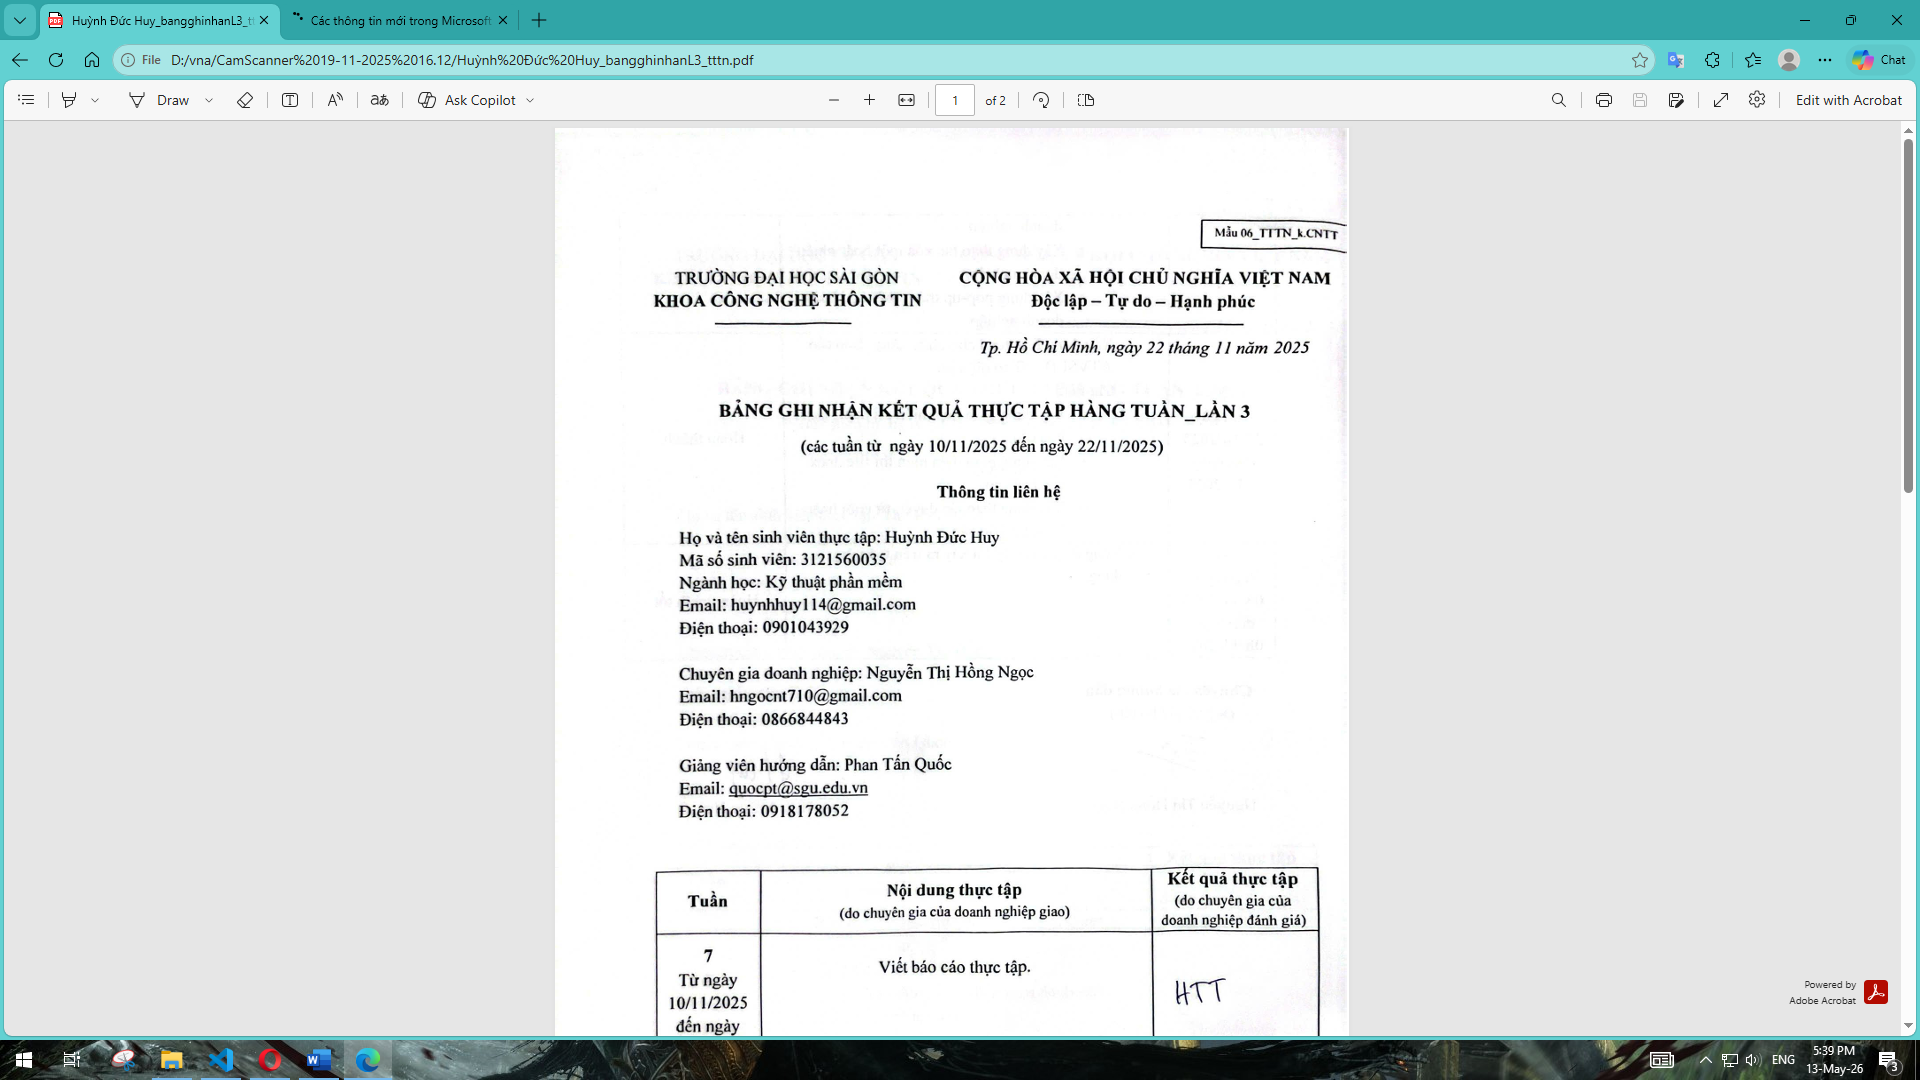 Huỳnh Đức Huy_bangghinhanL3_tt
Các thông tin mới trong Microsoft
File
D:/vna/CamScanner%2019-11-2025%2016.12/Huỳnh%20Đức%20Huy_bangghinhanL3_tttn.pdf
Chat
Draw
Ask Copilot
1 of 2
Edit with Acrobat
Mẫu 06_TTTN_k.CNTT
TRƯỜNG ĐẠI HỌC SÀI GÒN
KHOA CÔNG NGHỆ THÔNG TIN
CỘNG HÒA XÃ HỘI CHỦ NGHĨA VIỆT NAM
Độc lập – Tự do – Hạnh phúc
Tp. Hồ Chí Minh, ngày 22 tháng 11 năm 2025
BẢNG GHI NHẬN KẾT QUẢ THỰC TẬP HÀNG TUẦN_LẦN 3
(các tuần từ ngày 10/11/2025 đến ngày 22/11/2025)
Thông tin liên hệ
Họ và tên sinh viên thực tập: Huỳnh Đức Huy
Mã số sinh viên: 3121560035
Ngành học: Kỹ thuật phần mềm
Email: huynhhuy114@gmail.com
Điện thoại: 0901043929
Chuyên gia doanh nghiệp: Nguyễn Thị Hồng Ngọc
Email: hngocnt710@gmail.com
Điện thoại: 0866844843
Giảng viên hướng dẫn: Phan Tấn Quốc
Email: quocpt@sgu.edu.vn
Điện thoại: 0918178052
Tuần
Nội dung thực tập
(do chuyên gia của doanh nghiệp giao)
Kết quả thực tập
(do chuyên gia của
doanh nghiệp đánh giá)
7
Từ ngày
10/11/2025
đến ngày
Viết báo cáo thực tập.
HTT
Powered by
Adobe Acrobat
ENG
5:39 PM
13-May-26
3